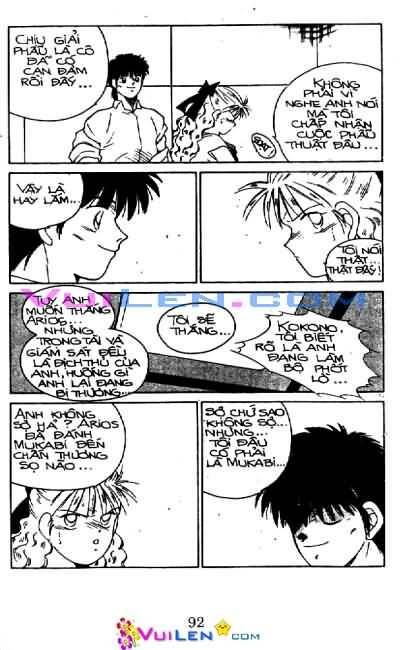 CHỊU GIẢI
PHẪU LÀ CÔ
ĐÃ CÓ
CAN ĐẢM
RỒI ĐẤY...
KHÔNG
PHẢI VÌ
NGHE ANH NÓI
MÀ TÔI
CHẤP NHẬN
CUỘC PHẪU
THUẬT ĐÂU...
SOẠT
VẬY LÀ
HAY LẮM...
TÔI NÓI
THẬT...
THẬT ĐẤY!
TUY ANH
MUỐN THẮNG
ARIOS...
NHƯNG
TRỌNG TÀI VÀ
GIÁM SÁT ĐỀU
LÀ ĐỊCH THỦ CỦA
ANH, HUỐNG GÌ
ANH LẠI ĐANG
BỊ THƯƠNG...
TÔI SẼ
THẮNG...
KOKONO,
TÔI BIẾT
RÕ LÀ ANH
ĐANG LÀM
BỘ PHỚT
LỜ...
VUILEN.COM
ANH KHÔNG
SỢ HẢ? ARIOS
ĐÃ ĐÁNH
MUKABI ĐẾN
CHẤN THƯƠNG
SỌ NÃO...
SỢ CHỨ SAO
KHÔNG SỢ...
NHƯNG...
TÔI ĐÂU
CÓ PHẢI
LÀ MUKABI...
92
VUILEN.COM